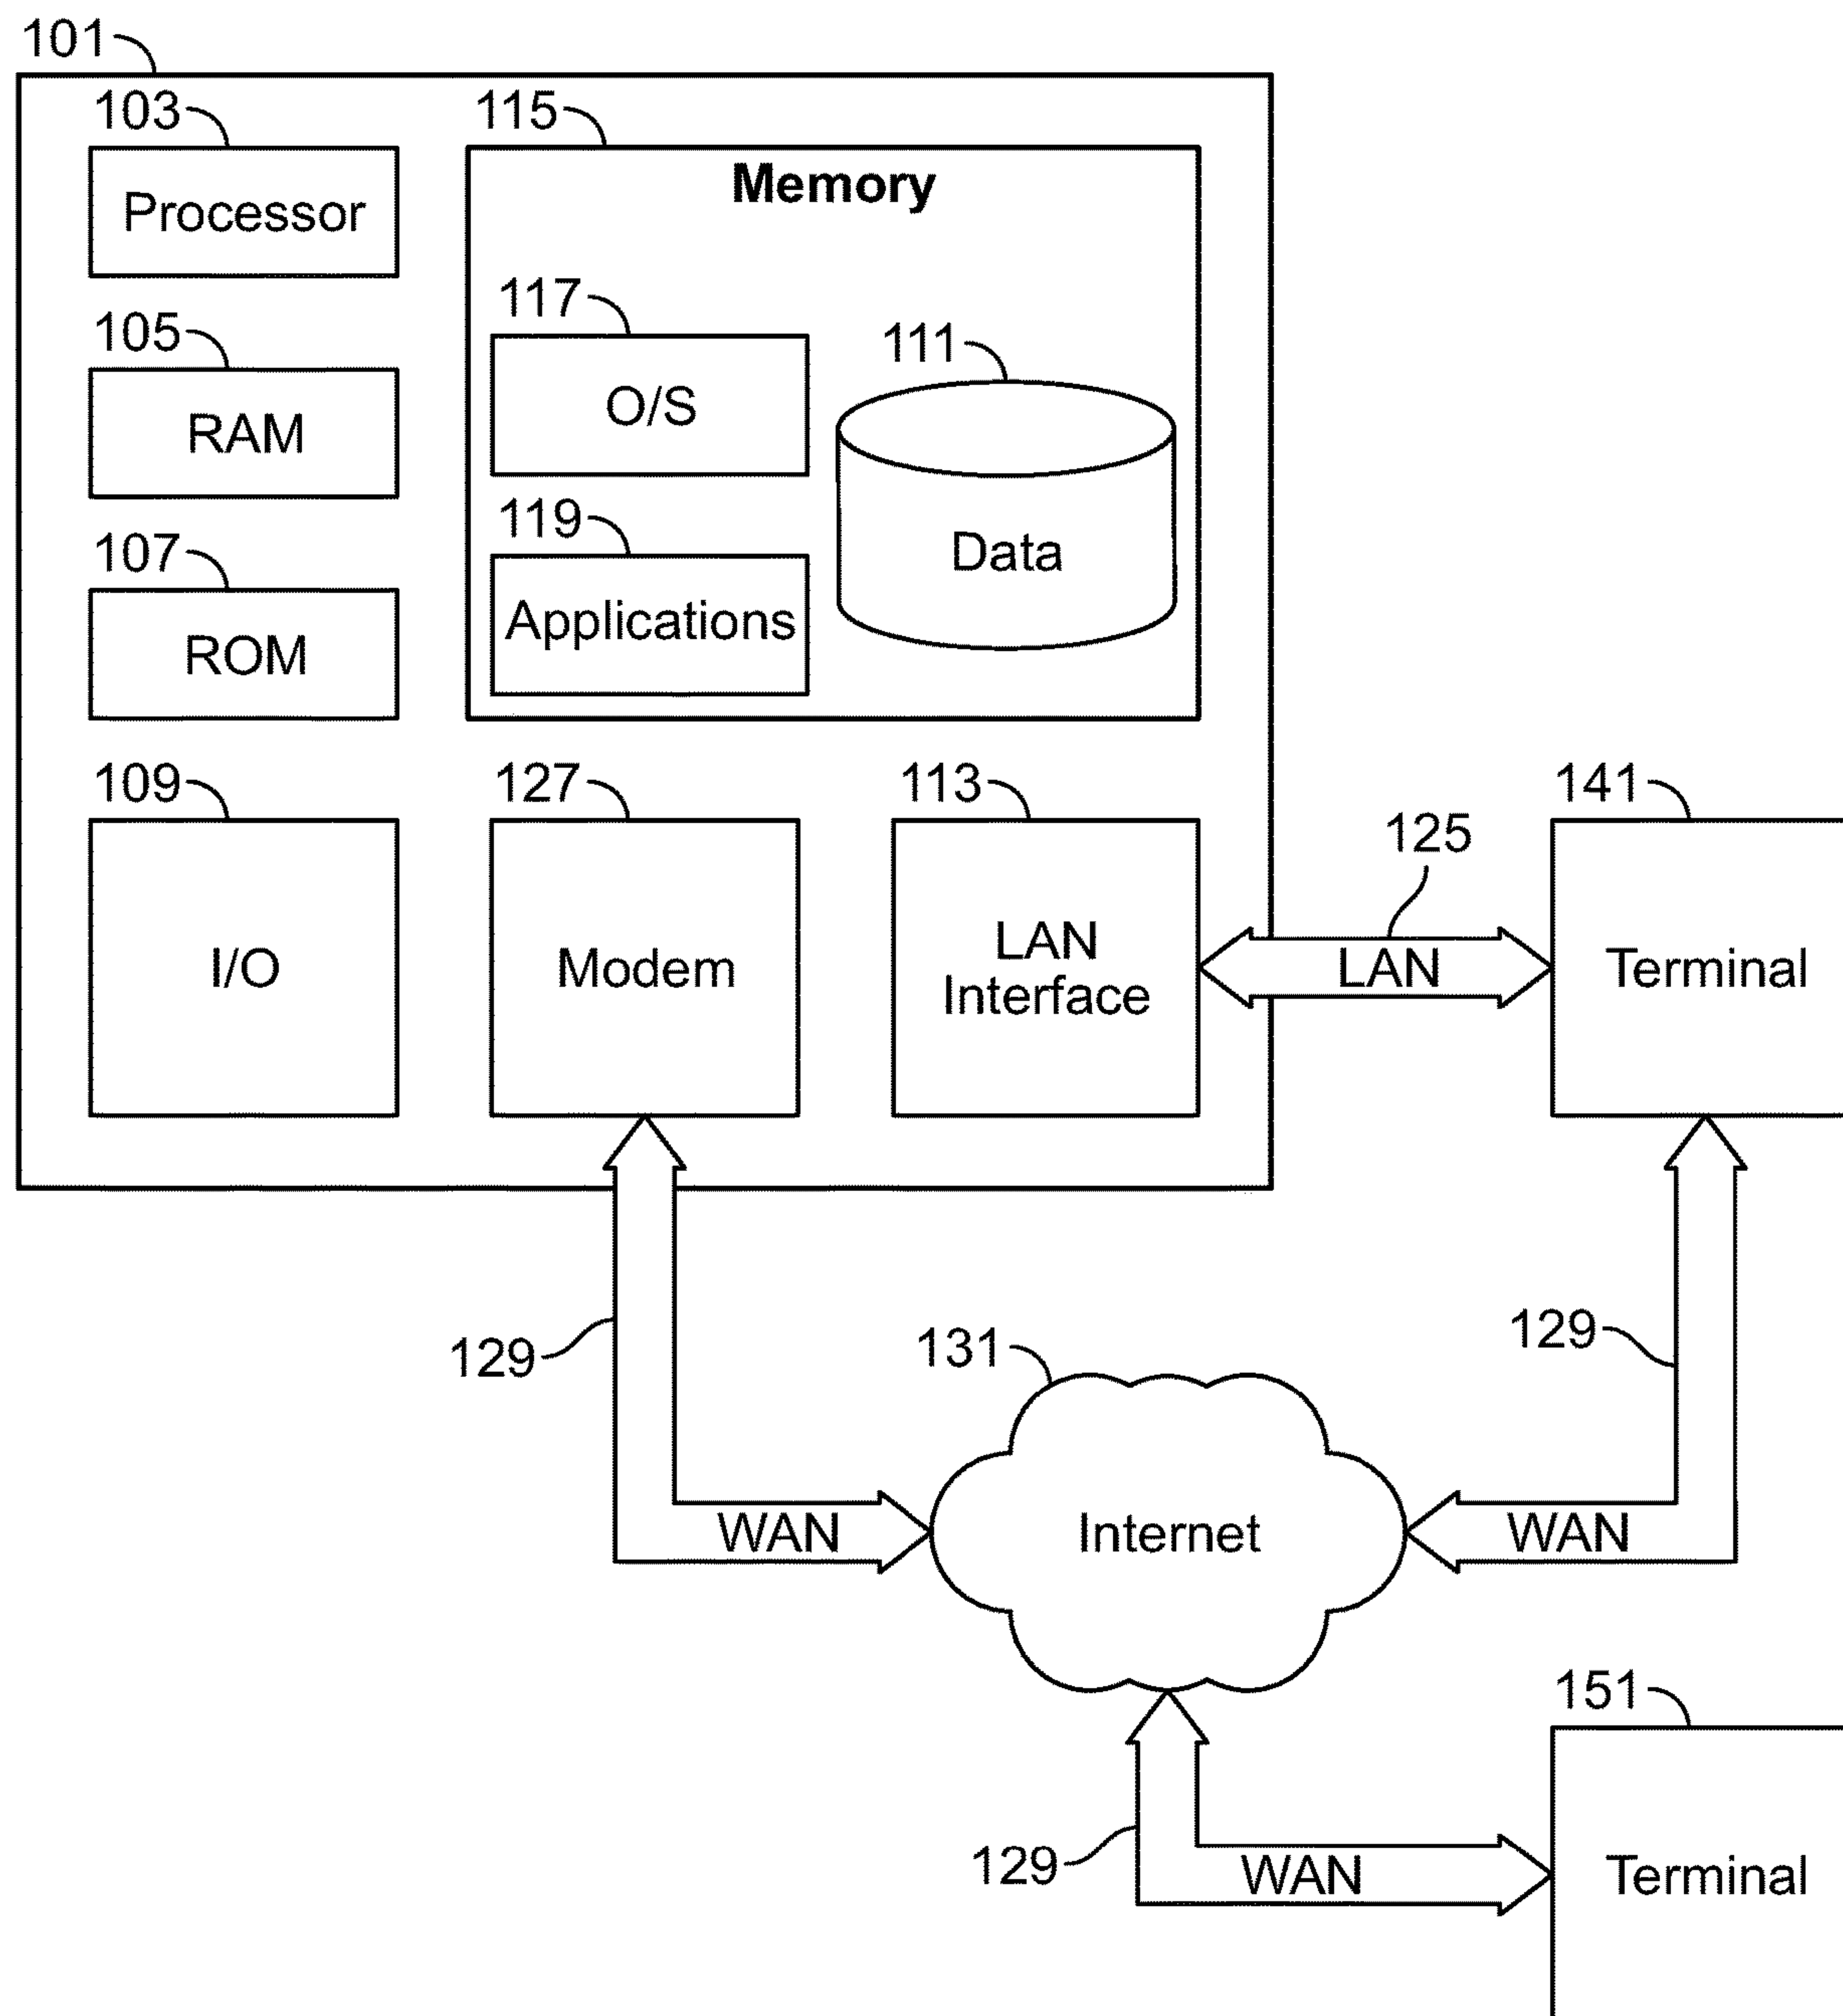 101
103
Processor
105
RAM
107
ROM
115
Memory
117
O/S
111
Data
119
Applications
109
I/O
127
Modem
113
LAN
Interface
125
LAN
141
Terminal
129
WAN
131
Internet
129
WAN
129
WAN
151
Terminal